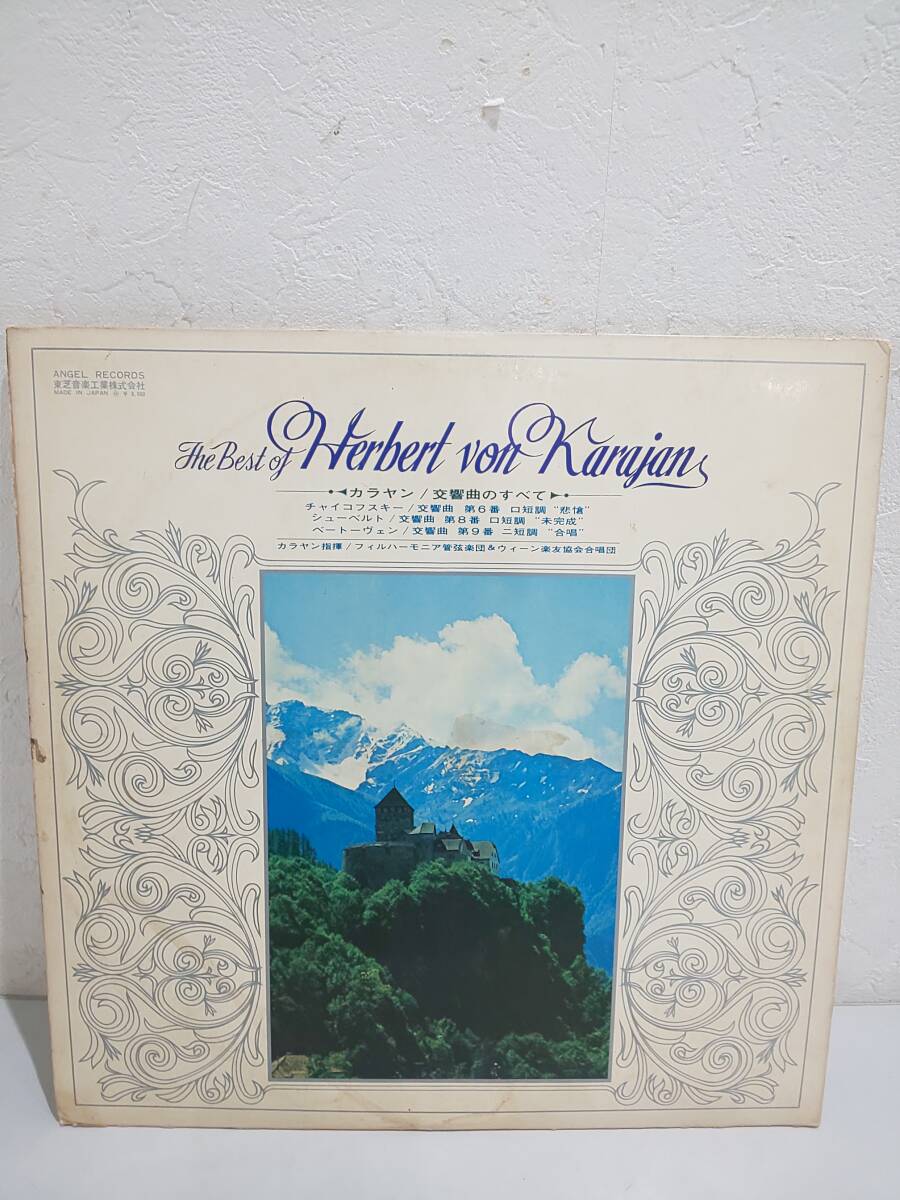 ANGEL RECORDS
東芝音楽工業株式会社
MADE IN JAPAN
The Best of Herbert von Karajan
カラヤン/交響曲のすべて
チャイコフスキー/交響曲 第6番 ロ短調 "悲愴"
シューベルト/交響曲 第8番 ロ短調 "未完成"
ベートーヴェン/交響曲 第9番 ニ短調 "合唱"
カラヤン指揮/フィルハーモニア管弦楽団&ウィーン楽友協会合唱団